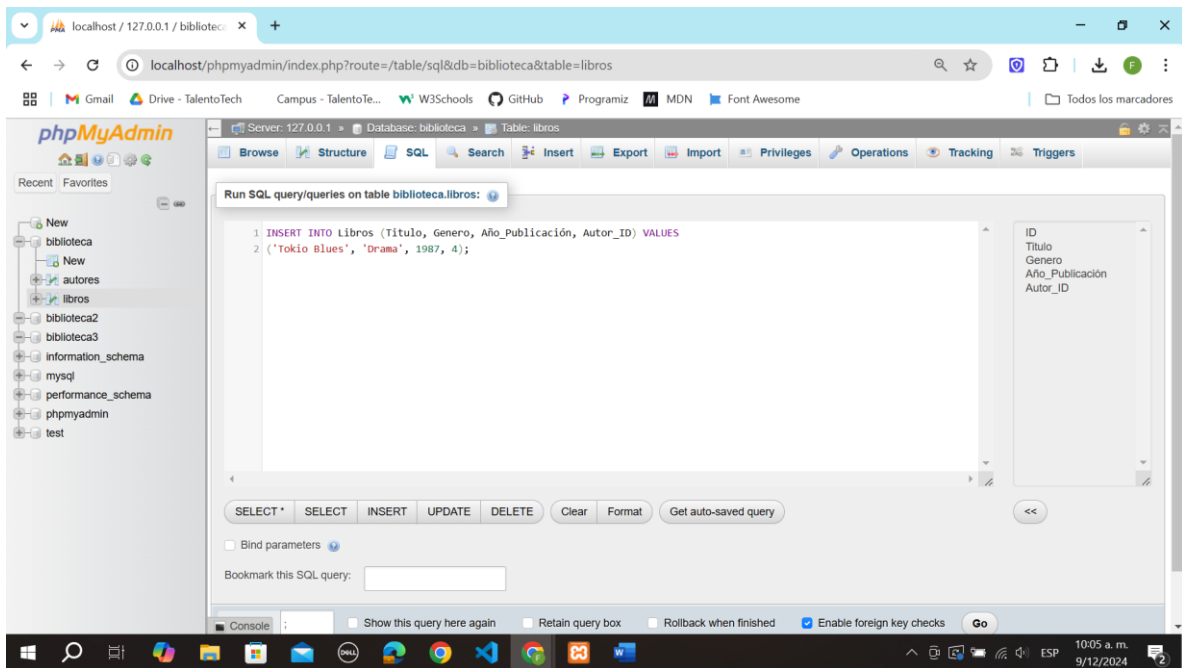 localhost / 127.0.0.1 / bibliotec
localhost/phpmyadmin/index.php?route=/table/sql&db=biblioteca&table=libros
Gmail Drive - TalentoTech Campus - TalentoTe... W3Schools GitHub Programiz MDN Font Awesome Todos los marcadores
phpMyAdmin
Recent Favorites
New
biblioteca
New
autores
libros
biblioteca2
biblioteca3
information_schema
mysql
performance_schema
phpmyadmin
test
Server: 127.0.0.1 » Database: biblioteca » Table: libros
Browse Structure SQL Search Insert Export Import Privileges Operations Tracking Triggers
Run SQL query/queries on table biblioteca.libros:
1 INSERT INTO Libros (Titulo, Genero, Año_Publicación, Autor_ID) VALUES
2 ('Tokio Blues', 'Drama', 1987, 4);
ID
Titulo
Genero
Año_Publicación
Autor_ID
SELECT * SELECT INSERT UPDATE DELETE Clear Format Get auto-saved query <<
Bind parameters
Bookmark this SQL query:
Console ; Show this query here again Retain query box Rollback when finished Enable foreign key checks Go
ESP 10:05 a. m.
9/12/2024